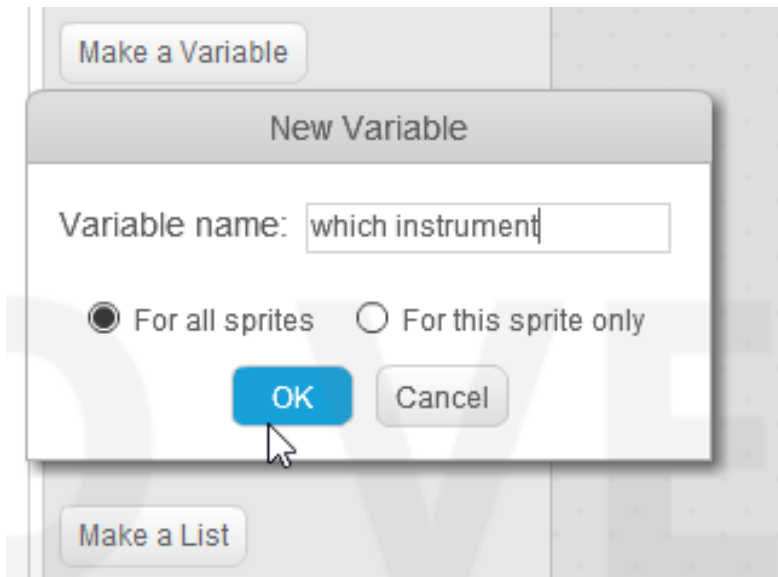 Make a Variable
New Variable
Variable name: which instrument
For all sprites For this sprite only
OK Cancel
Make a List